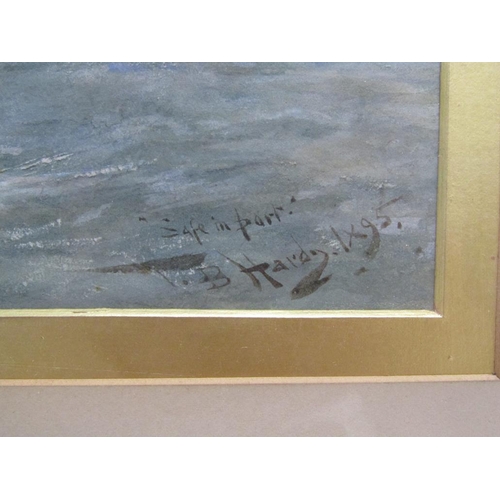 "Safe in port."
T. B Hardy. 1895.